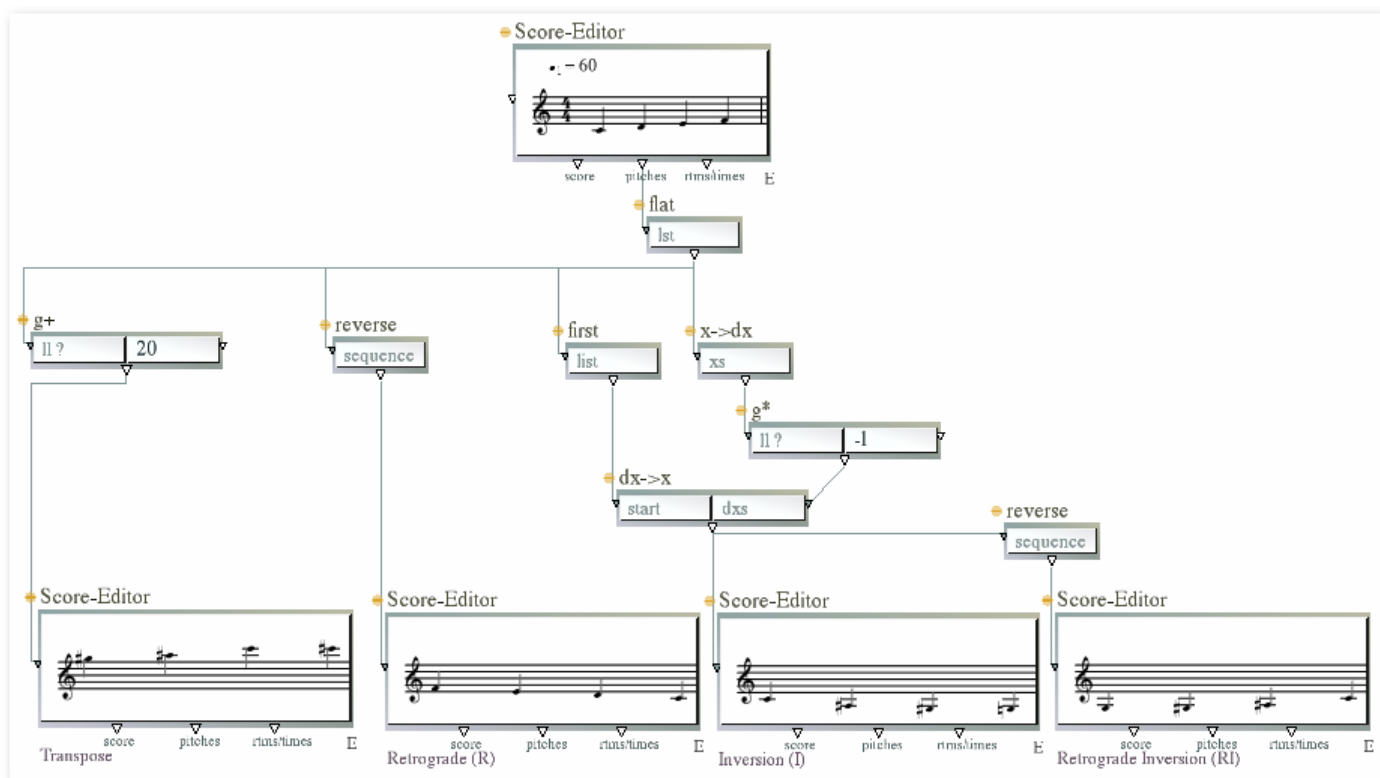 Score-Editor
= 60
4
4
score pitches rtms/times E
flat
lst
g+
ll ? 20
reverse
sequence
first
list
x->dx
xs
g*
ll ? -1
dx->x
start dxs
reverse
sequence
Score-Editor
score pitches rtms/times E
Transpose
Score-Editor
score pitches rtms/times E
Retrograde (R)
Score-Editor
score pitches rtms/times E
Inversion (I)
Score-Editor
score pitches rtms/times E
Retrograde Inversion (RI)